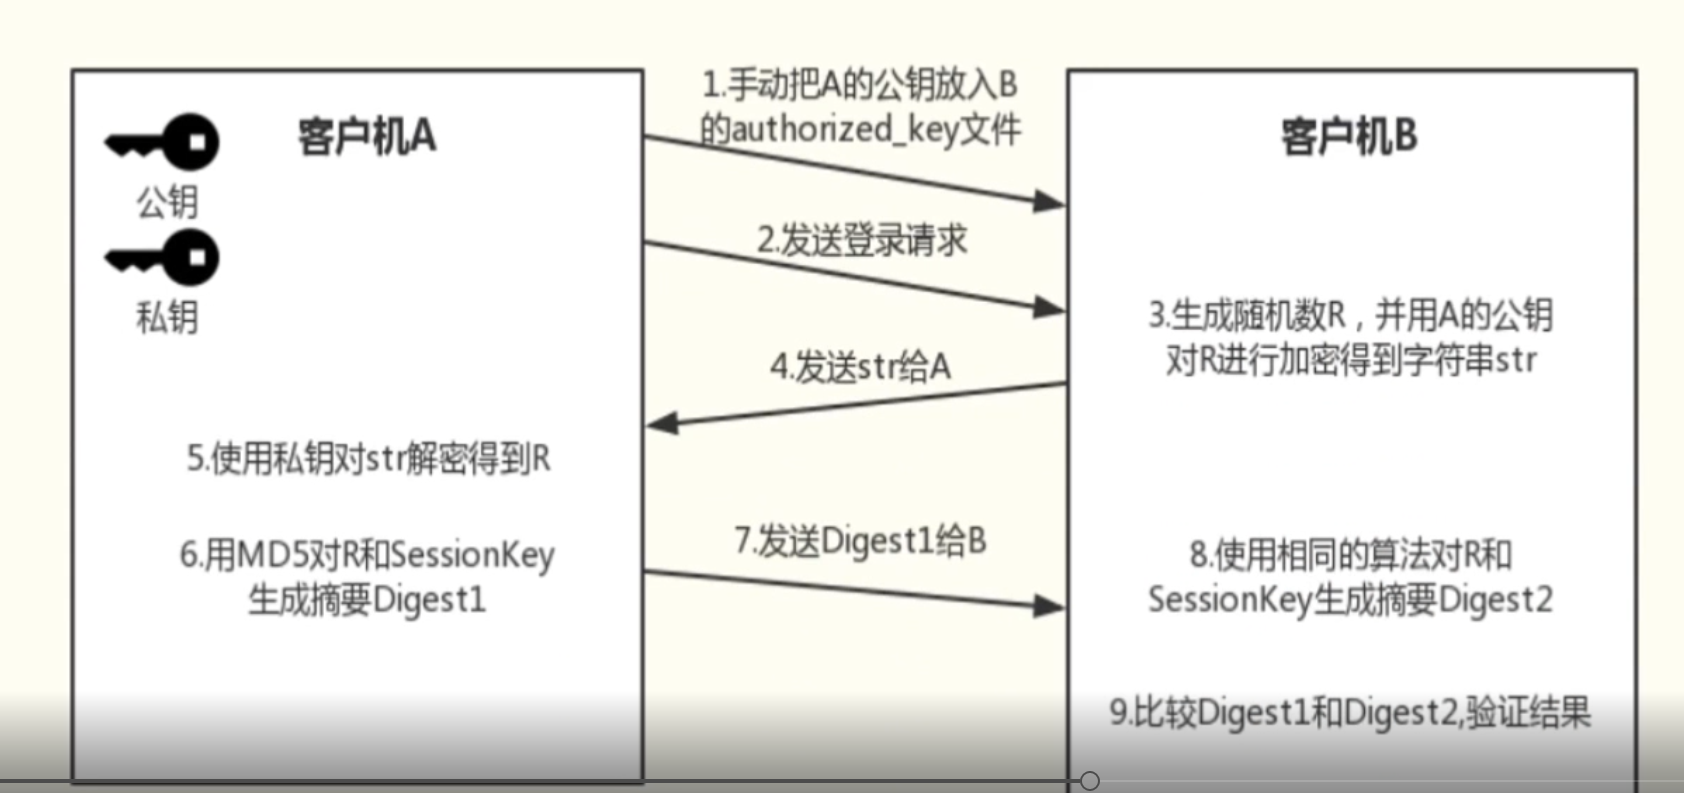 客户机A
公钥
私钥
1.手动把A的公钥放入B
的authorized_key文件
客户机B
2.发送登录请求
3.生成随机数R，并用A的公钥
对R进行加密得到字符串str
4.发送str给A
5.使用私钥对str解密得到R
6.用MD5对R和SessionKey
生成摘要Digest1
7.发送Digest1给B
8.使用相同的算法对R和
SessionKey生成摘要Digest2
9.比较Digest1和Digest2,验证结果